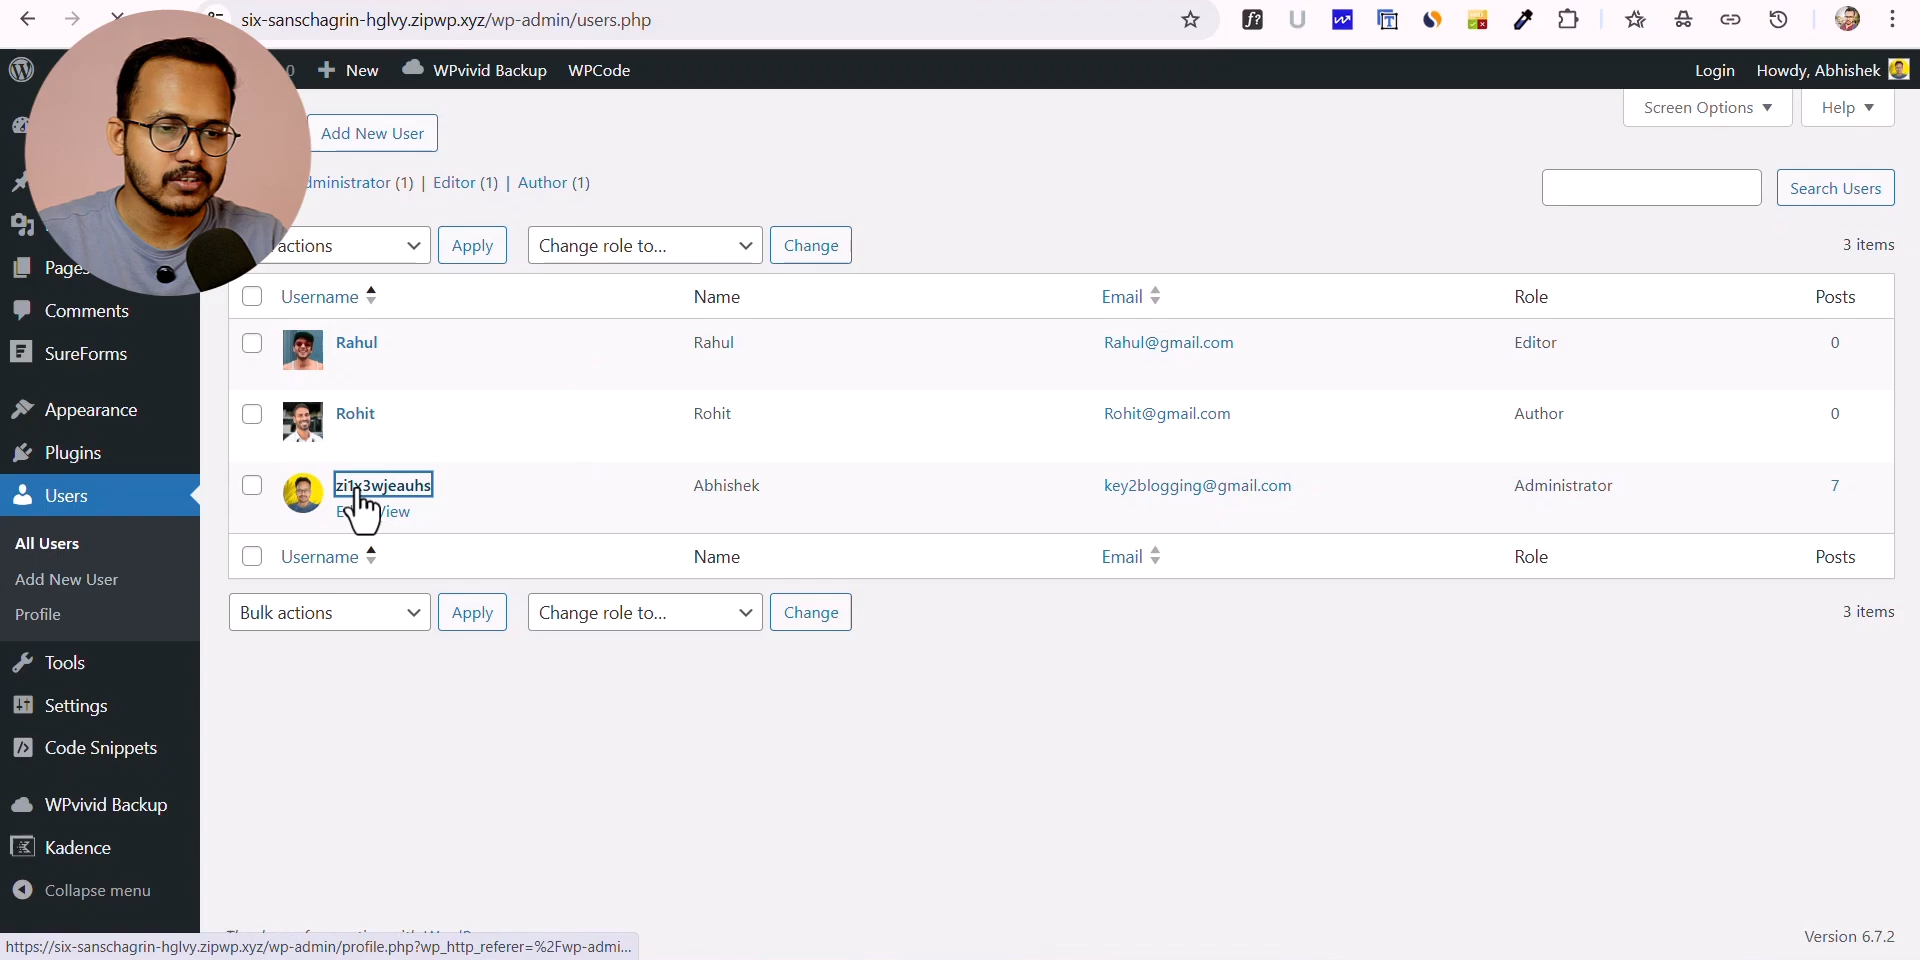 six-sanschagrin-hglvy.zipwp.xyz/wp-admin/users.php
0 New WPvivid Backup WPCode Login Howdy, Abhishek
Screen Options Help
Add New User
dministrator (1) | Editor (1) | Author (1)
Search Users
actions Apply Change role to... Change 3 items
Username Name Email Role Posts
Rahul Rahul Rahul@gmail.com Editor 0
Rohit Rohit Rohit@gmail.com Author 0
zi1x3wjeauhs Abhishek key2blogging@gmail.com Administrator 7
View
Username Name Email Role Posts
Bulk actions Apply Change role to... Change 3 items
Pages
Comments
SureForms
Appearance
Plugins
Users
All Users
Add New User
Profile
Tools
Settings
Code Snippets
WPvivid Backup
Kadence
Collapse menu
https://six-sanschagrin-hglvy.zipwp.xyz/wp-admin/profile.php?wp_http_referer=%2Fwp-admi...
Version 6.7.2